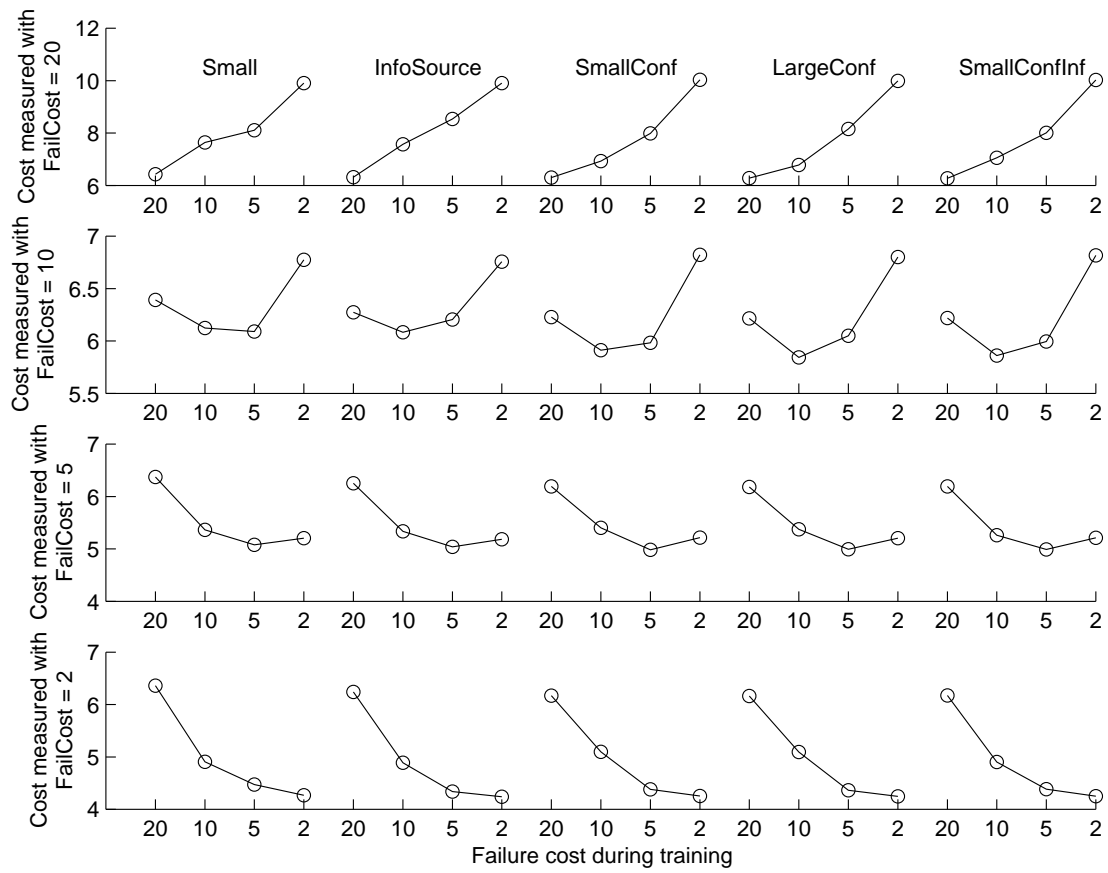 12
10
8
6
Cost measured with
FailCost = 20
Small InfoSource SmallConf LargeConf SmallConfInf
20 10 5 2 20 10 5 2 20 10 5 2 20 10 5 2 20 10 5 2
7
6.5
6
5.5
Cost measured with
FailCost = 10
20 10 5 2 20 10 5 2 20 10 5 2 20 10 5 2 20 10 5 2
7
6
5
4
Cost measured with
FailCost = 5
20 10 5 2 20 10 5 2 20 10 5 2 20 10 5 2 20 10 5 2
7
6
5
4
Cost measured with
FailCost = 2
20 10 5 2 20 10 5 2 20 10 5 2 20 10 5 2 20 10 5 2
Failure cost during training